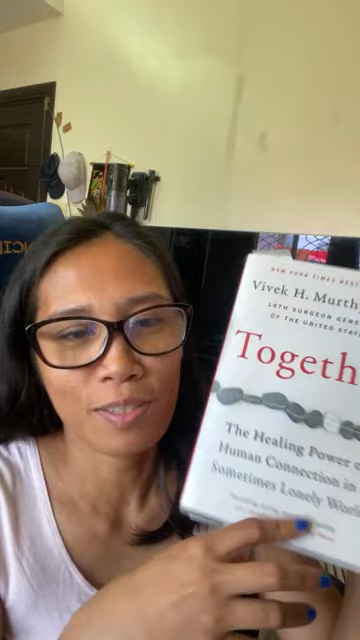 NEW YORK TIMES BEST
Vivek H. Murthy
19TH SURGEON GENE
OF THE UNITED STAT
Togeth
The Healing Power
Human Connection in
Sometimes Lonely Worl